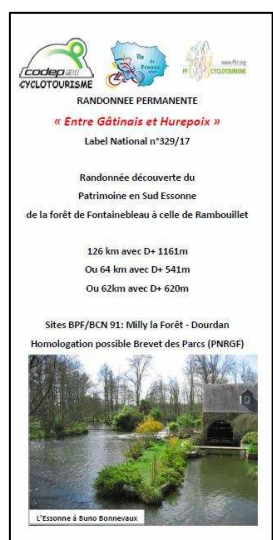 codep 91
CYCLOTOURISME
Ile
de
France
www.ffct.org
FF CYCLOTOURISME
RANDONNEE PERMANENTE
« Entre Gâtinais et Hurepoix »
Label National n°329/17
Randonnée découverte du
Patrimoine en Sud Essonne
de la forêt de Fontainebleau à celle de Rambouillet
126 km avec D+ 1161m
Ou 64 km avec D+ 541m
Ou 62km avec D+ 620m
Sites BPF/BCN 91: Milly la Forêt - Dourdan
Homologation possible Brevet des Parcs (PNRGF)
L'Essonne à Buno Bonnevaux